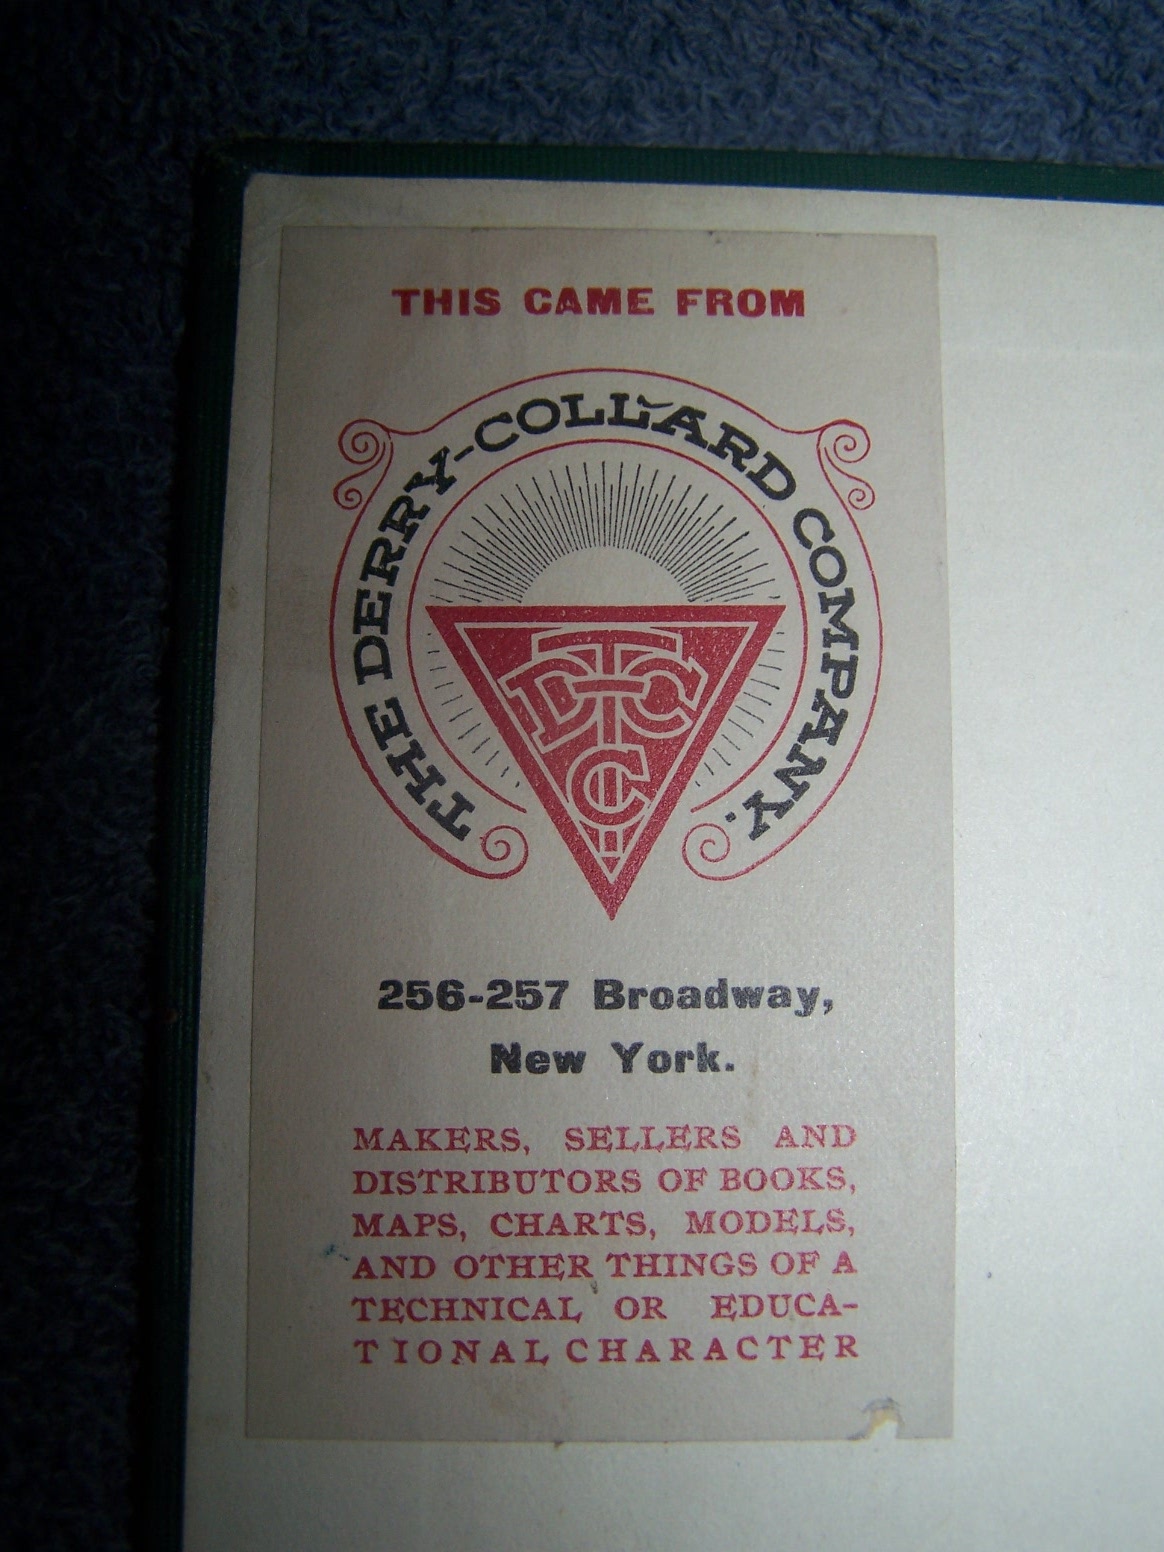 THIS CAME FROM
THE DERRY-COLLARD COMPANY.
DTCC
256-257 Broadway,
New York.
MAKERS, SELLERS AND
DISTRIBUTORS OF BOOKS,
MAPS, CHARTS, MODELS,
AND OTHER THINGS OF A
TECHNICAL OR EDUCA-
TIONAL CHARACTER